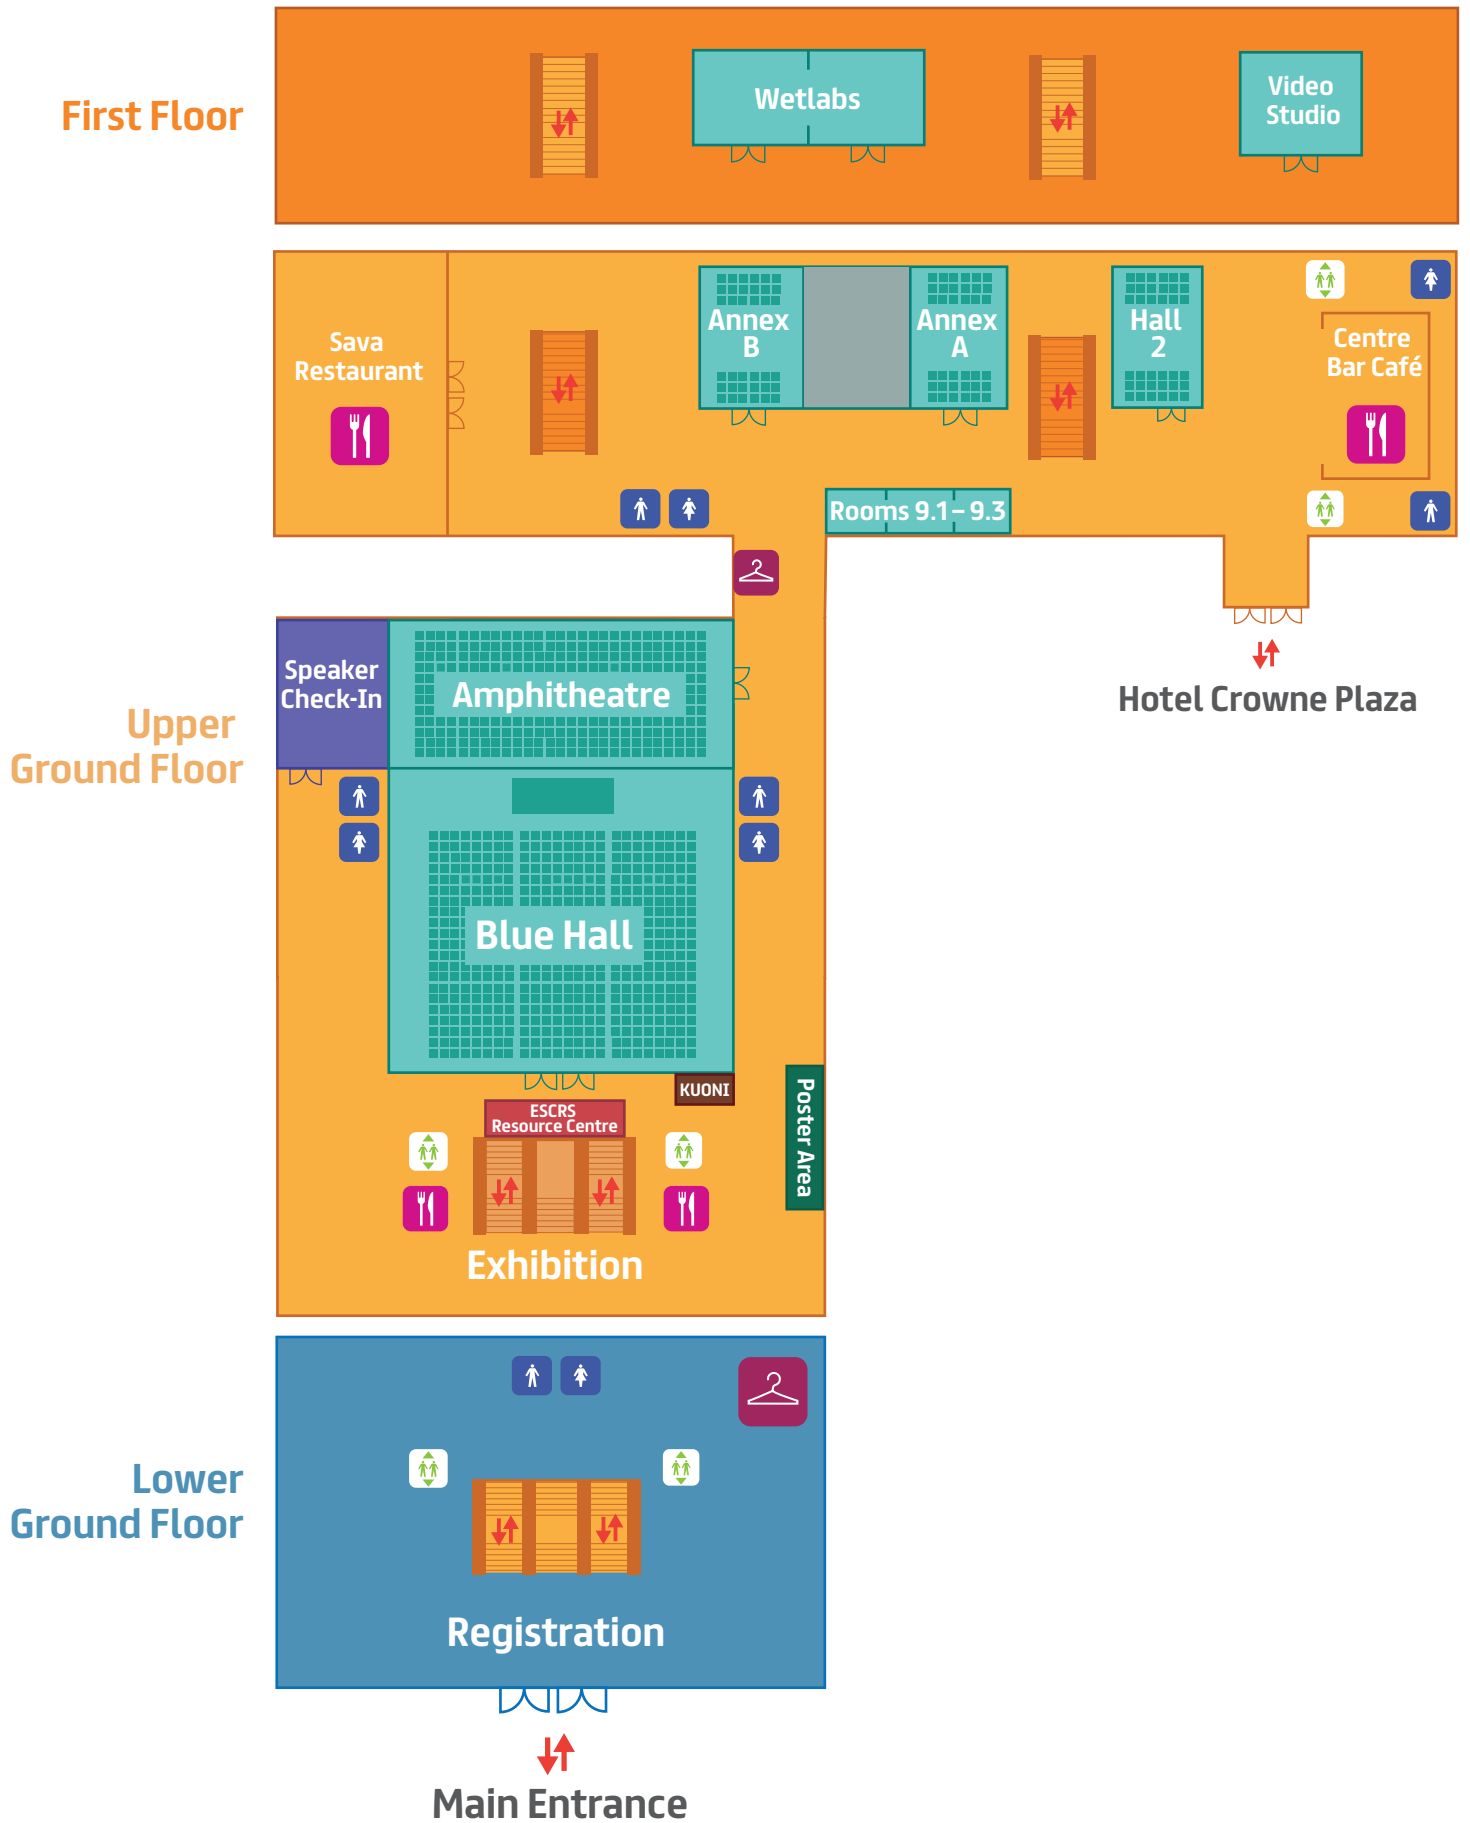 First Floor
Wetlabs
Video
Studio
Sava
Restaurant
Annex
B
Annex
A
Hall
2
Centre
Bar Café
Rooms 9.1– 9.3
Hotel Crowne Plaza
Upper
Ground Floor
Speaker
Check-In
Amphitheatre
Blue Hall
KUONI
ESCRS
Resource Centre
Poster Area
Exhibition
Lower
Ground Floor
Registration
Main Entrance